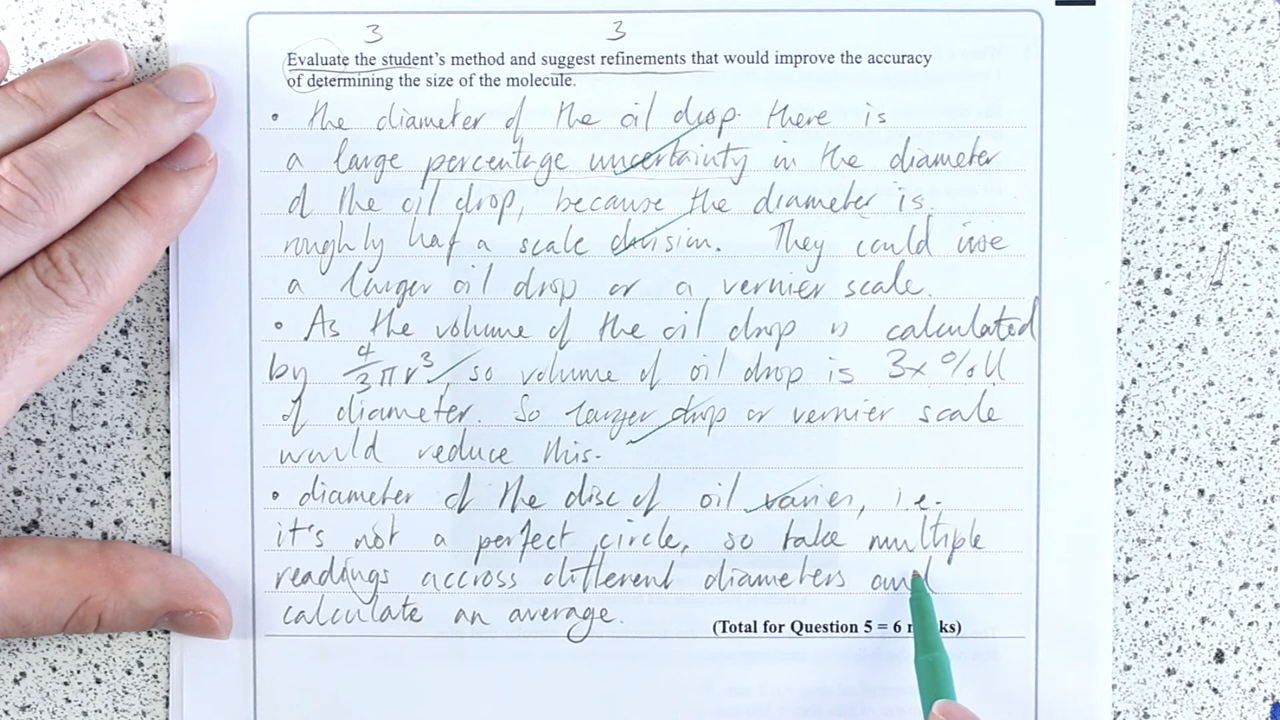 3 3
Evaluate the student's method and suggest refinements that would improve the accuracy
of determining the size of the molecule.
• the diameter of the oil drop. there is
a large percentage uncertainty in the diameter
of the oil drop, because the diameter is
roughly half a scale division. They could use
a larger oil drop or a vernier scale.
• As the volume of the oil drop is calculated
by 4/3 πr³, so volume of oil drop is 3x %U
of diameter. So larger drop or vernier scale
would reduce this.
• diameter of the disc of oil varies, i.e.
it's not a perfect circle, so take multiple
readings accross different diameters and
calculate an average.
(Total for Question 5 = 6 ks)